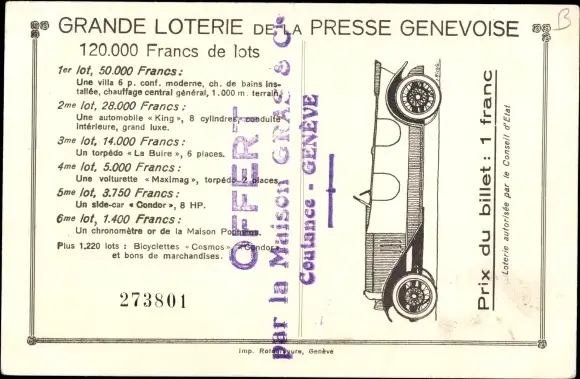 GRANDE LOTERIE DE LA PRESSE GENEVOISE
120.000 Francs de lots
1er lot, 50.000 Francs :
Une villa 6 p. conf. moderne, ch. de bains ins-
tallée, chauffage central général, 1.000 m. terrain.
2me lot, 28.000 Francs :
Une automobile « King », 8 cylindres, conduite
intérieure, grand luxe.
3me lot, 14.000 Francs :
Un torpédo « La Buire », 6 places.
4me lot, 5.000 Francs :
Une voiturette « Maximag », torpédo 2 places.
5me lot, 3.750 Francs :
Un side-car « Condor », 8 HP.
6me lot, 1.400 Francs :
Un chronomètre or de la Maison
Plus 1,220 lots : Bicyclettes « Cosmos », « Condor »
et bons de marchandises.
273801
OFFERT
par la Maison GRAS & Cie
Coutance - GENÈVE
Prix du billet : 1 franc
Loterie autorisée par le Conseil d'Etat
Imp. Genève
B